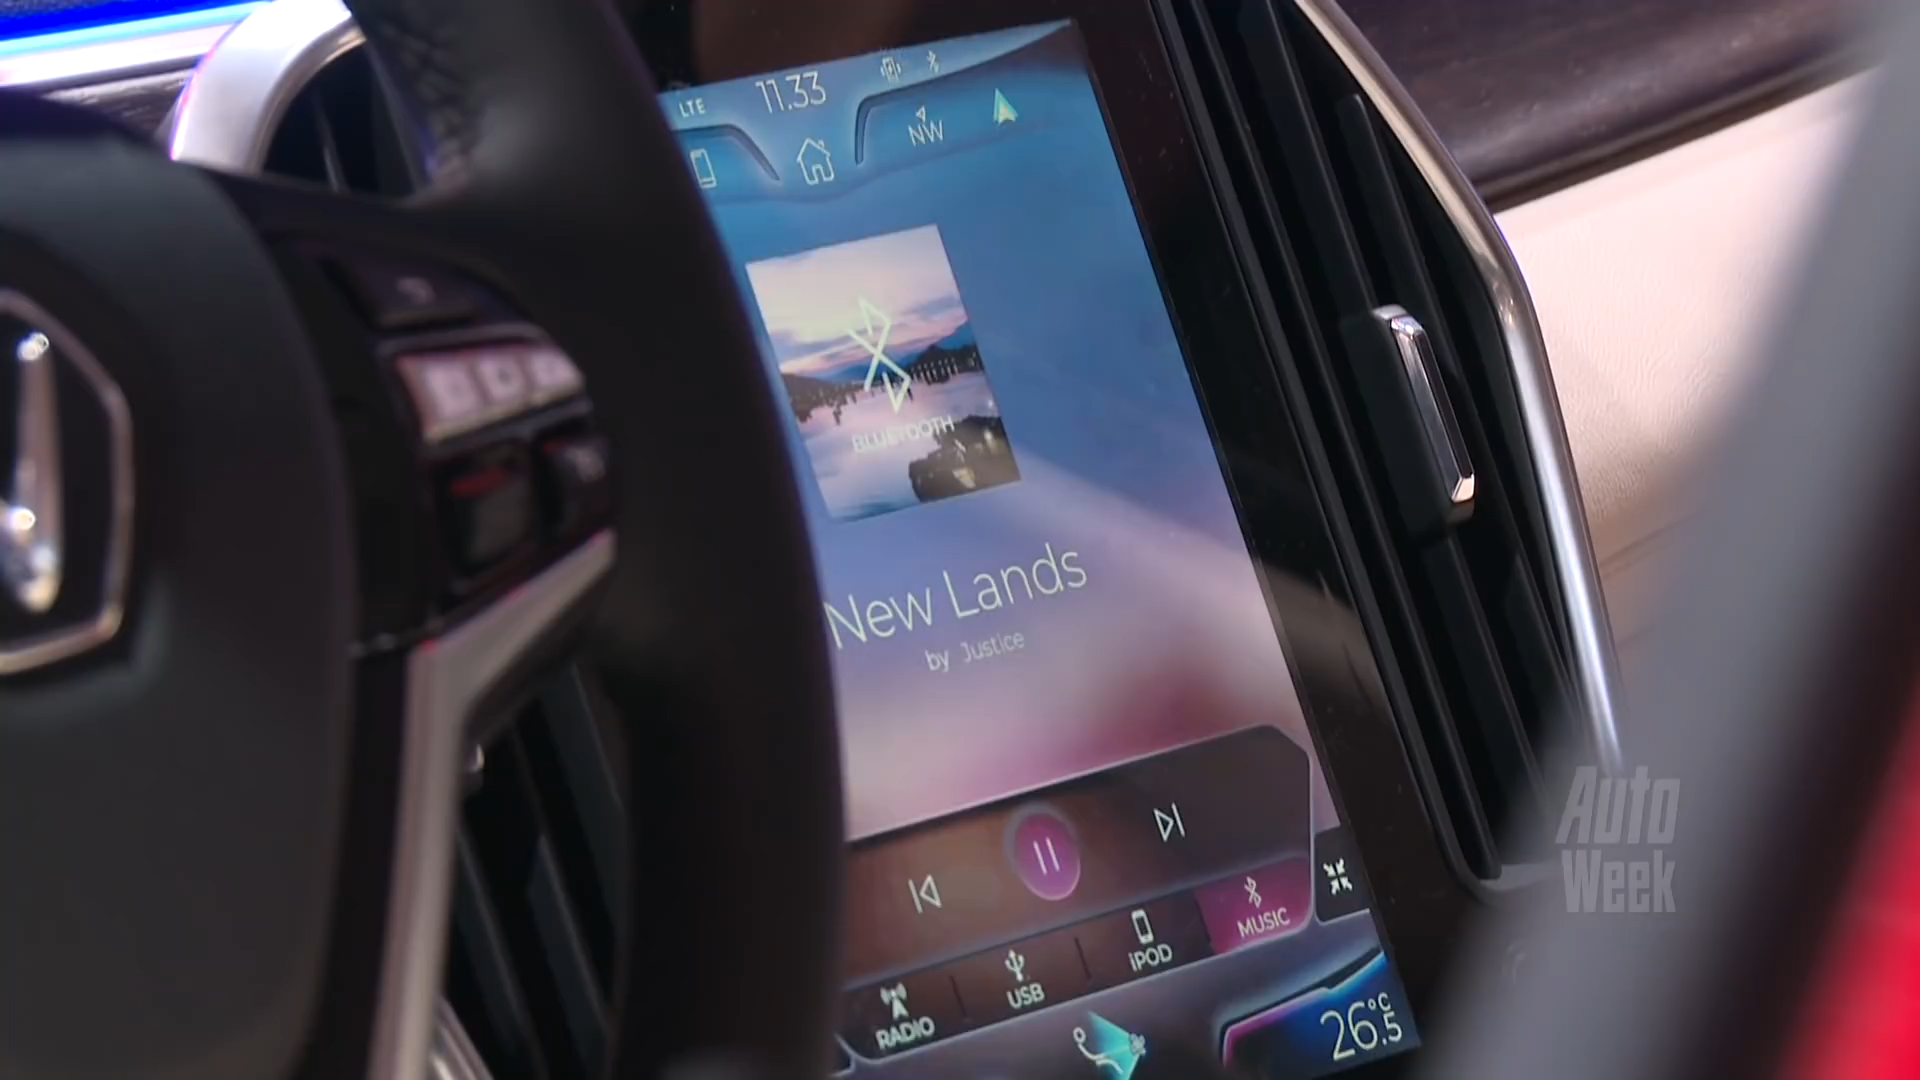 LTE
11.33
NW
BLUETOOTH
New Lands
by Justice
MUSIC
iPOD
USB
RADIO
26.5°C
Auto
Week